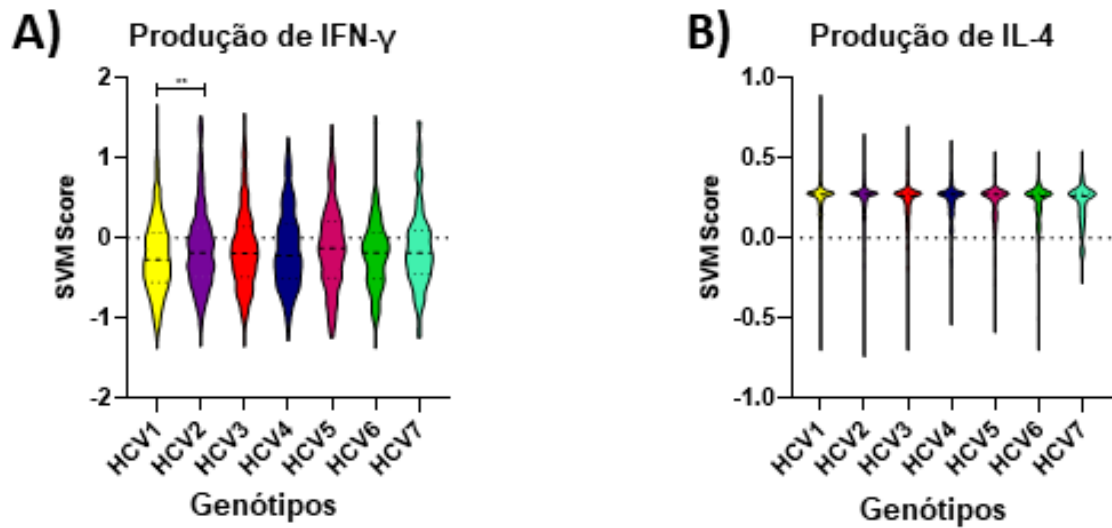 A)
Produção de IFN-γ
SVM Score
2
1
0
-1
-2
**
HCV1
HCV2
HCV3
HCV4
HCV5
HCV6
HCV7
Genótipos
B)
Produção de IL-4
SVM Score
1.0
0.5
0.0
-0.5
-1.0
HCV1
HCV2
HCV3
HCV4
HCV5
HCV6
HCV7
Genótipos